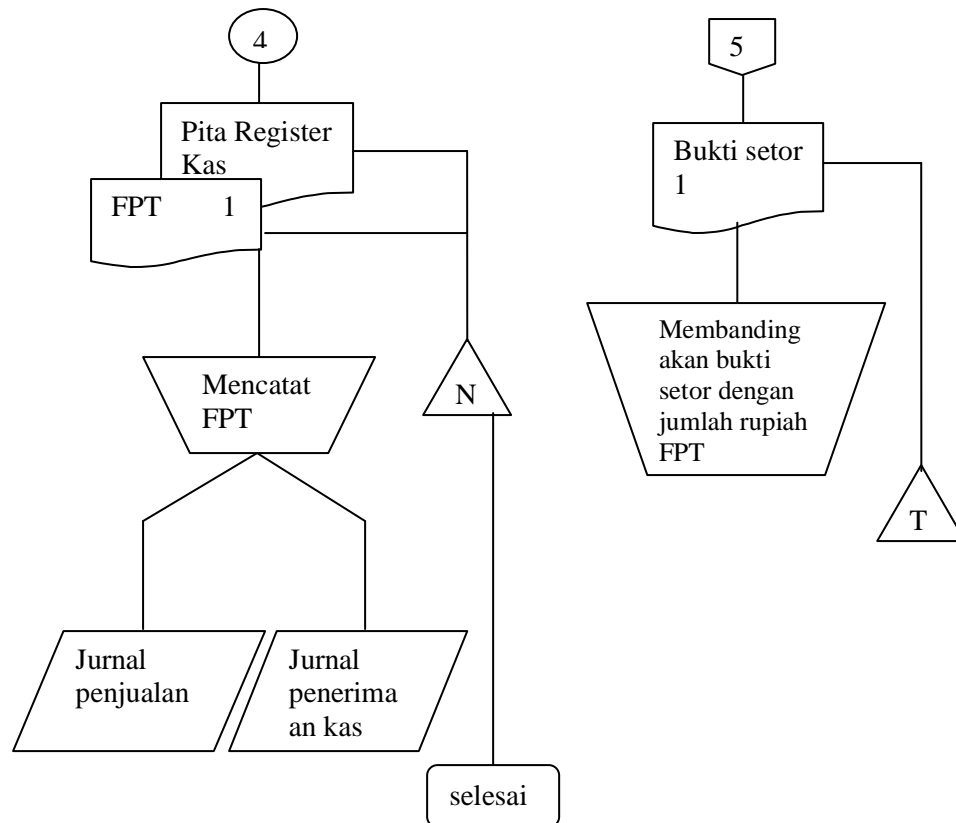 4
Pita Register
Kas
FPT 1
Mencatat
FPT
N
Jurnal
penjualan
Jurnal
penerima
an kas
selesai
5
Bukti setor
1
Membanding
akan bukti
setor dengan
jumlah rupiah
FPT
T